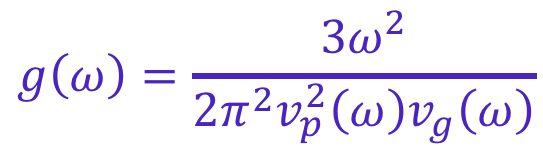 g(ω) = 3ω² / 2π²v_p²(ω)v_g(ω)